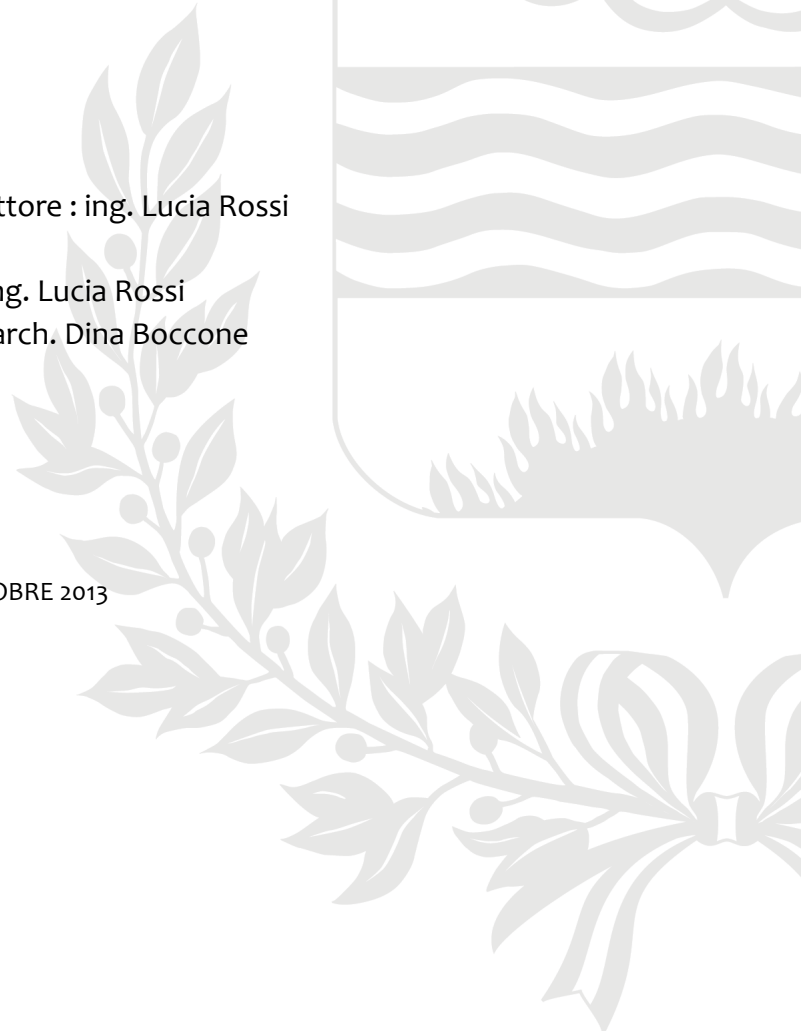 ttore : ing. Lucia Rossi
ng. Lucia Rossi
arch. Dina Boccone
OBRE 2013